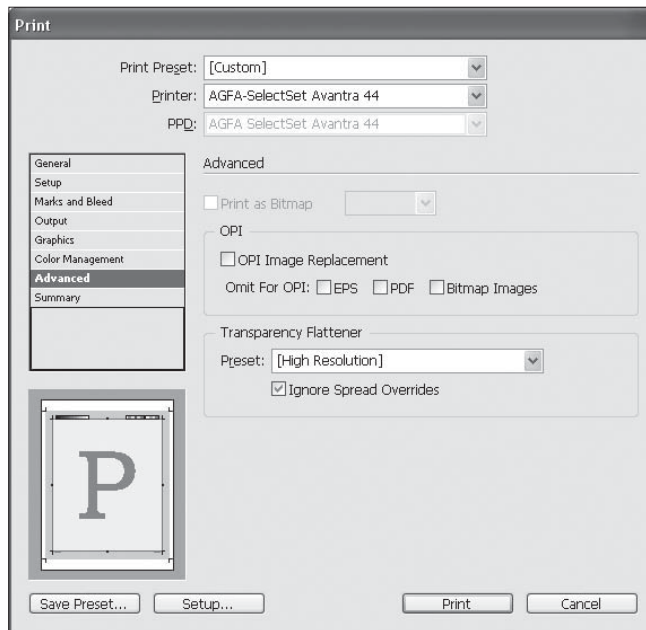 Print
Print Preset: [Custom]
Printer: AGFA-SelectSet Avantra 44
PPD: AGFA SelectSet Avantra 44
General
Setup
Marks and Bleed
Output
Graphics
Color Management
Advanced
Summary
Advanced
Print as Bitmap
OPI
OPI Image Replacement
Omit For OPI: EPS PDF Bitmap Images
Transparency Flattener
Preset: [High Resolution]
Ignore Spread Overrides
P
Save Preset... Setup... Print Cancel